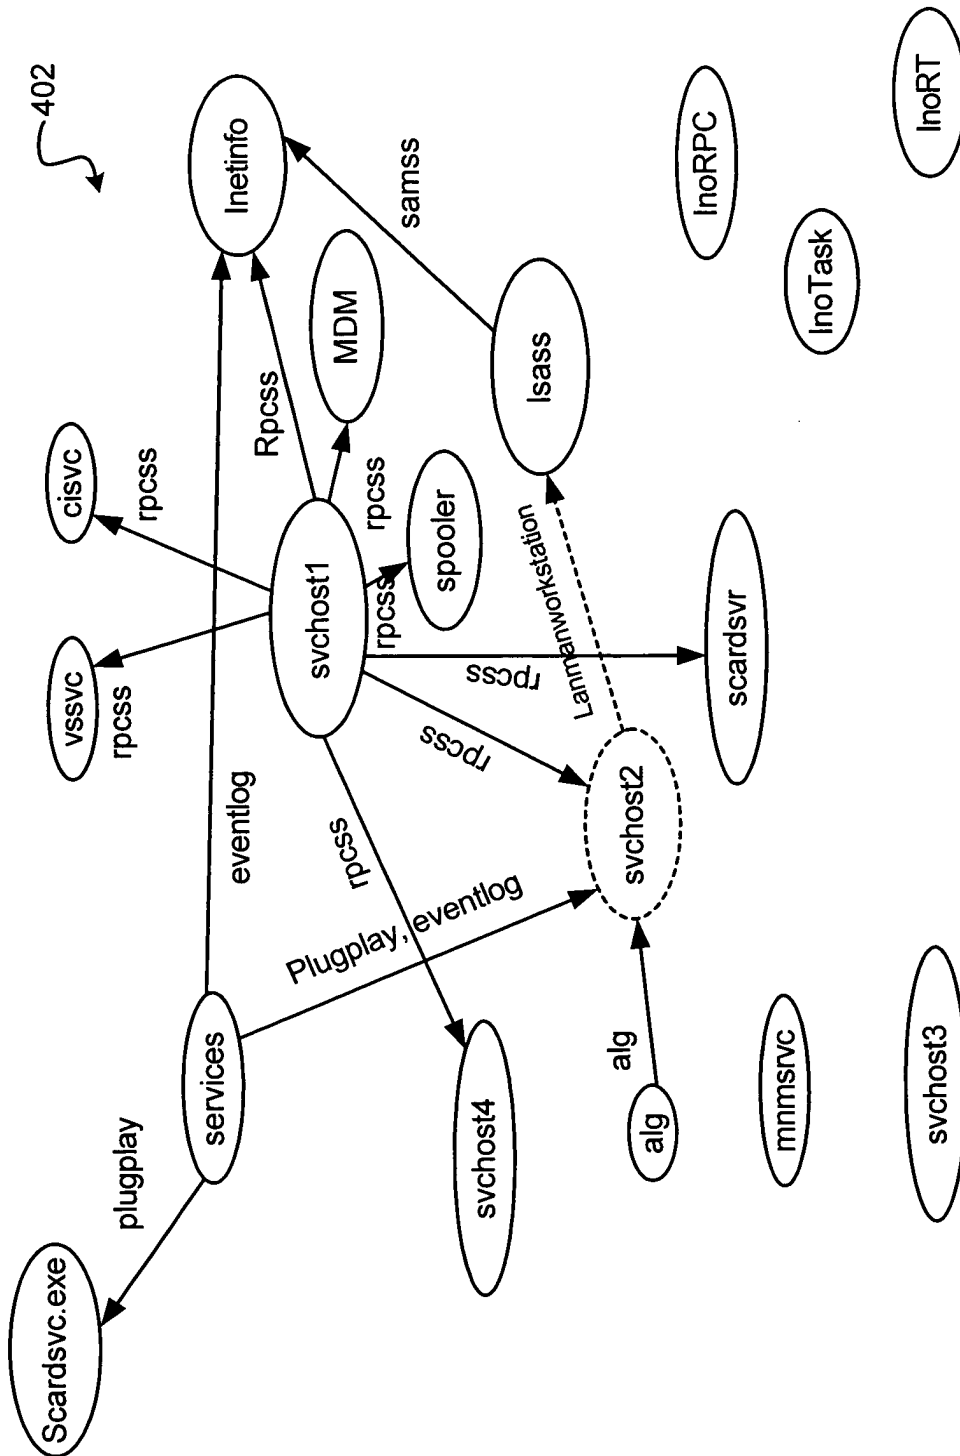 402
Scardsvc.exe
vssvc
cisvc
plugplay
rpcss
rpcss
services
Inetinfo
eventlog
Rpcss
svchost1
MDM
rpcss
rpcss
rpcss
samss
Plugplay, eventlog
spooler
rpcss
svchost4
rpcss
Lanmanworkstation
lsass
alg
svchost2
alg
InoRPC
scardsvr
mnmsrvc
InoTask
svchost3
InoRT